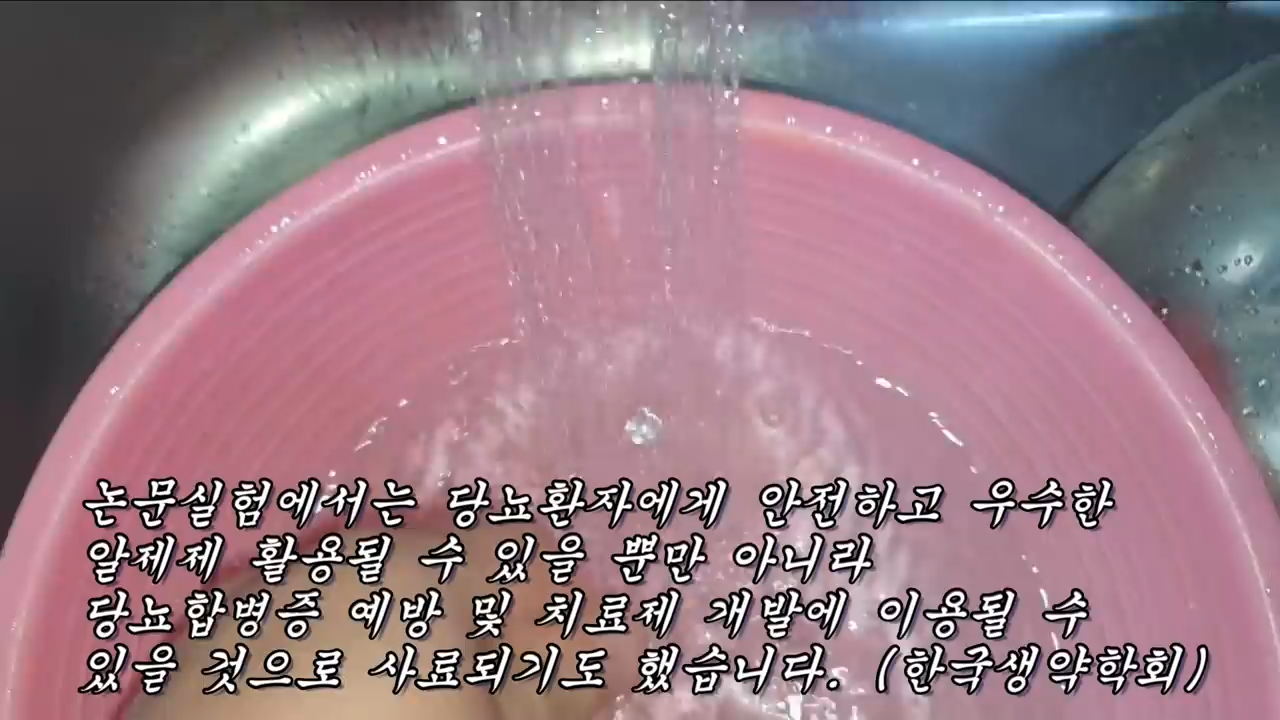 논문실험에서는 당뇨환자에게 안전하고 우수한
알제제 활용될 수 있을 뿐만 아니라
당뇨합병증 예방 및 치료제 개발에 이용될 수
있을 것으로 사료되기도 했습니다. (한국생약학회)